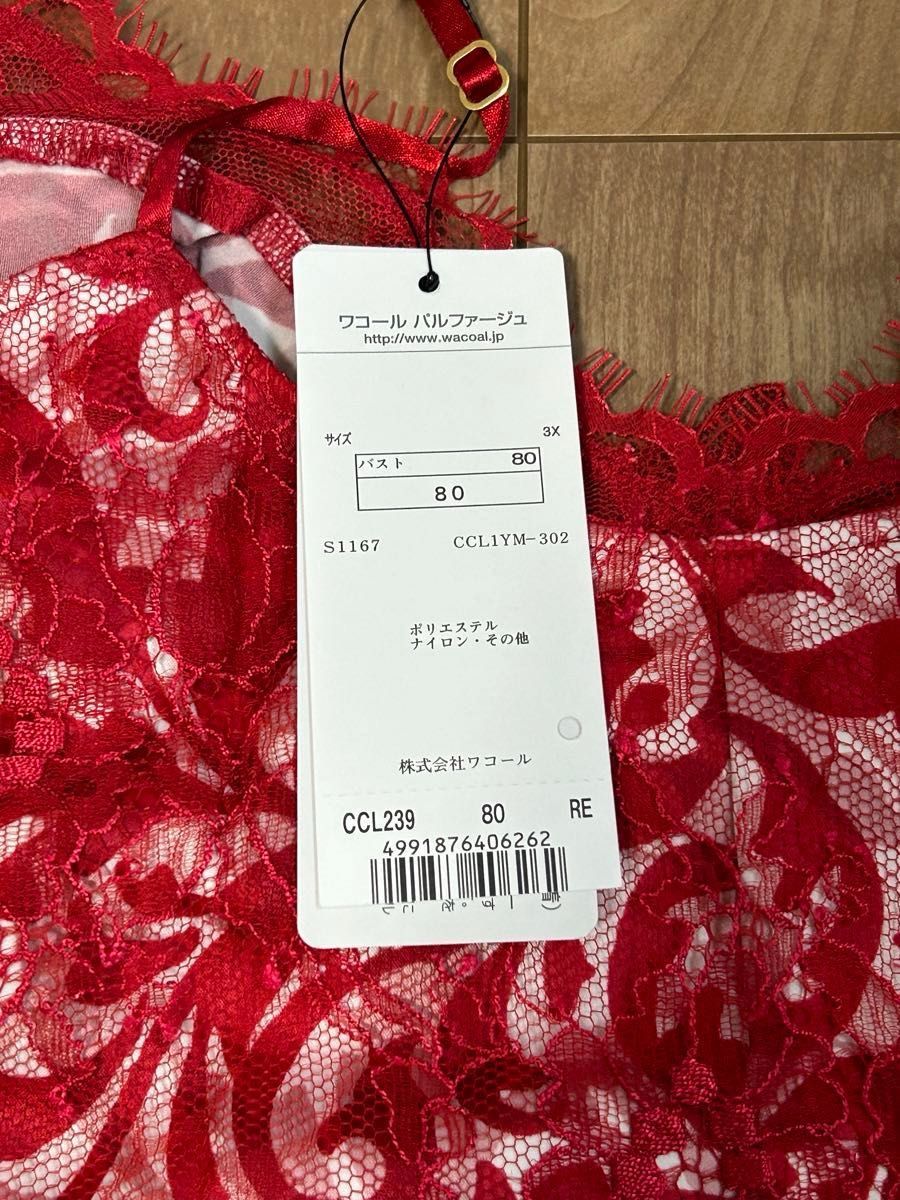 ワコール パルファージュ
http://www.wacoal.jp
サイズ 3X
バスト 80
80
S1167 CCL1YM-302
ポリエステル
ナイロン・その他
株式会社ワコール
CCL239 80 RE
4991876406262